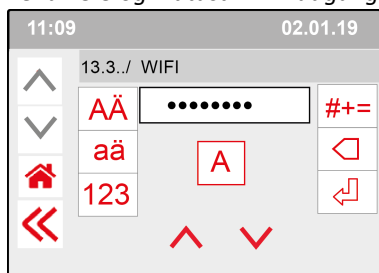 11:09 02.01.19
13.3../ WIFI
AÄ •••••••• #+=
aä A
123